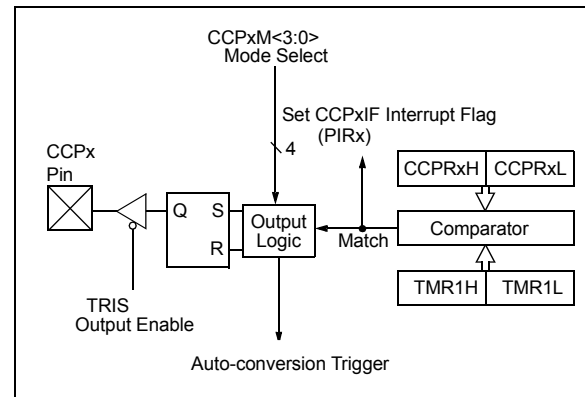 CCPxM<3:0>
Mode Select
Set CCPxIF Interrupt Flag
(PIRx)
4
CCPx
Pin
CCPRxH CCPRxL
Q S
R
Output
Logic
Match
Comparator
TMR1H TMR1L
TRIS
Output Enable
Auto-conversion Trigger